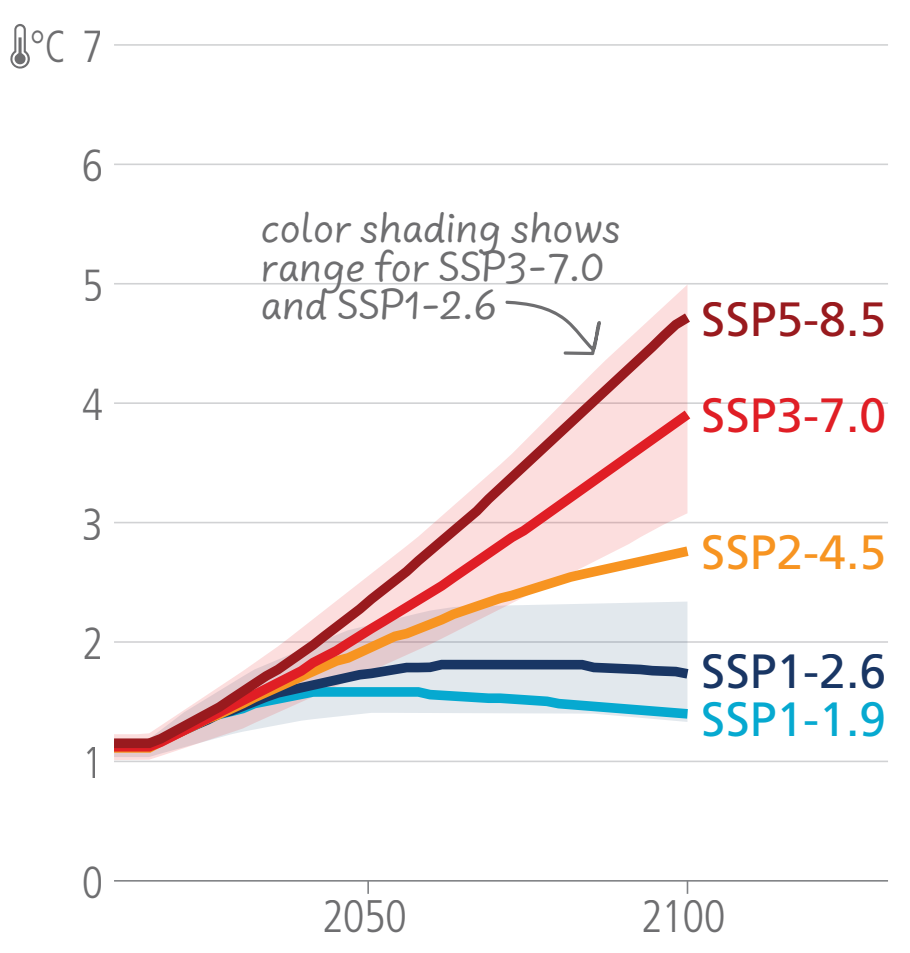 °C 7
6
color shading shows
range for SSP3-7.0
5
and SSP1-2.6
SSP5-8.5
4
SSP3-7.0
3
SSP2-4.5
2
SSP1-2.6
SSP1-1.9
1
0
2050 2100